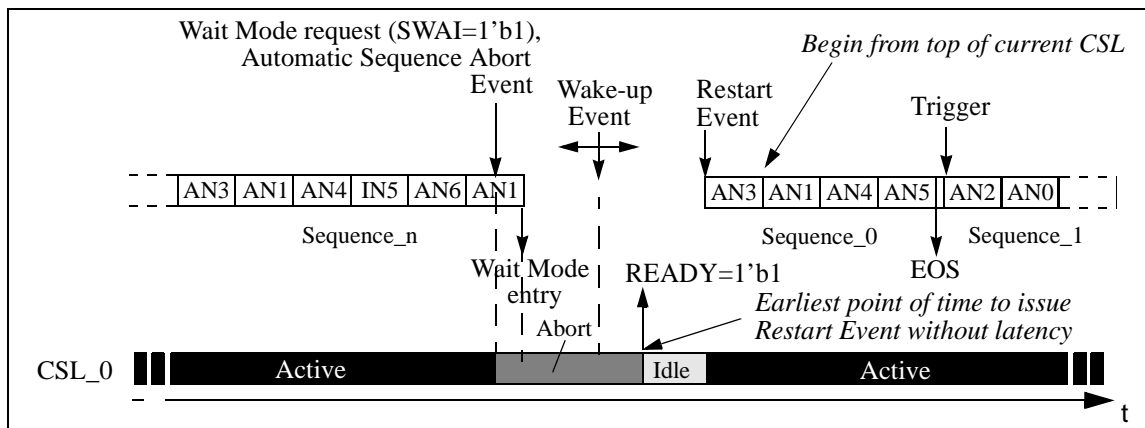 Wait Mode request (SWAI=1’b1),
Automatic Sequence Abort
Event
Wake-up
Event
Restart
Event
Begin from top of current CSL
Trigger
AN3 AN1 AN4 IN5 AN6 AN1
AN3 AN1 AN4 AN5 AN2 AN0
Sequence_n
Sequence_0
Sequence_1
Wait Mode
entry
READY=1’b1
EOS
Earliest point of time to issue
Restart Event without latency
Abort
CSL_0
Active
Idle
Active
t